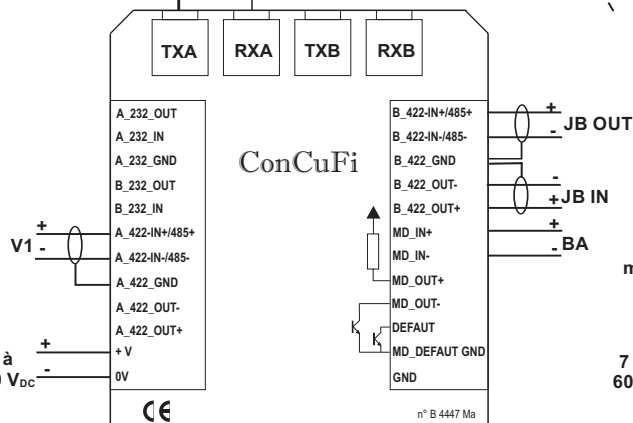 TXA RXA TXB RXB
ConCuFi
A_232_OUT
A_232_IN
A_232_GND
B_232_OUT
B_232_IN
A_422-IN+/485+
A_422-IN-/485-
A_422_GND
A_422_OUT-
A_422_OUT+
+ V
0V
+
V1 -
+
à
V DC -
B_422-IN+/485+
B_422-IN-/485-
B_422_GND
B_422_OUT-
B_422_OUT+
MD_IN+
MD_IN-
MD_OUT+
MD_OUT-
DEFAUT
MD_DEFAUT GND
GND
+
- JB OUT
-
+ JB IN
+
- BA
m
7
60
CE
n° B 4447 Ma